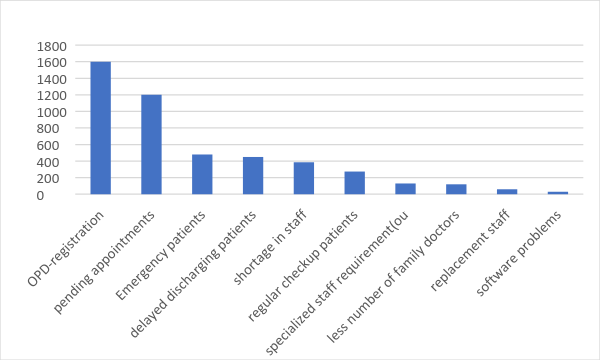 1800
1600
1400
1200
1000
800
600
400
200
0
OPD-registration
pending appointments
Emergency patients
delayed discharging patients
shortage in staff
regular checkup patients
specialized staff requirement(ou
less number of family doctors
replacement staff
software problems